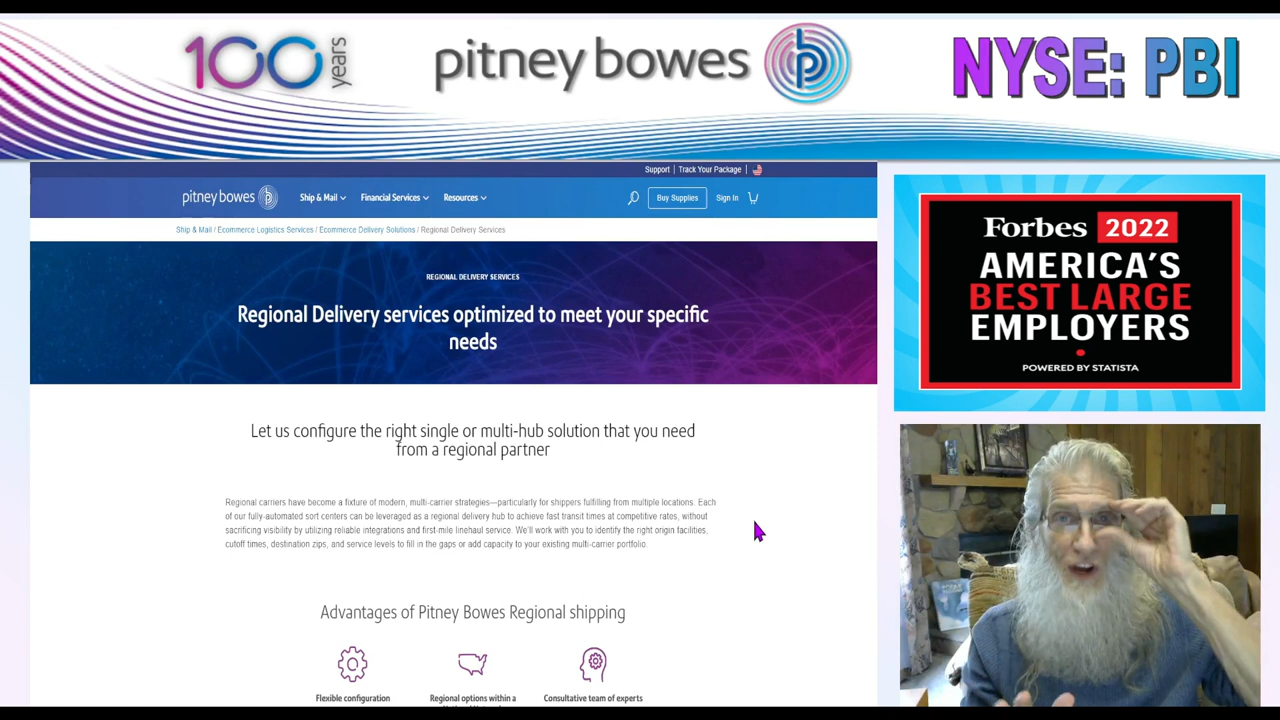 100 years
pitney bowes
NYSE: PBI
Support | Track Your Package |
pitney bowes
Ship & Mail
Financial Services
Resources
Buy Supplies
Sign In
Ship & Mail / Ecommerce Logistics Services / Ecommerce Delivery Solutions / Regional Delivery Services
REGIONAL DELIVERY SERVICES
Regional Delivery services optimized to meet your specific
needs
Let us configure the right single or multi-hub solution that you need
from a regional partner
Regional carriers have become a fixture of modern, multi-carrier strategies—particularly for shippers fulfilling from multiple locations. Each
of our fully-automated sort centers can be leveraged as a regional delivery hub to achieve fast transit times at competitive rates, without
sacrificing visibility by utilizing reliable integrations and first-mile linehaul service. We'll work with you to identify the right origin facilities,
cutoff times, destination zips, and service levels to fill in the gaps or add capacity to your existing multi-carrier portfolio.
Advantages of Pitney Bowes Regional shipping
Flexible configuration
Regional options within a
Consultative team of experts
Forbes 2022
AMERICA'S
BEST LARGE
EMPLOYERS
POWERED BY STATISTA